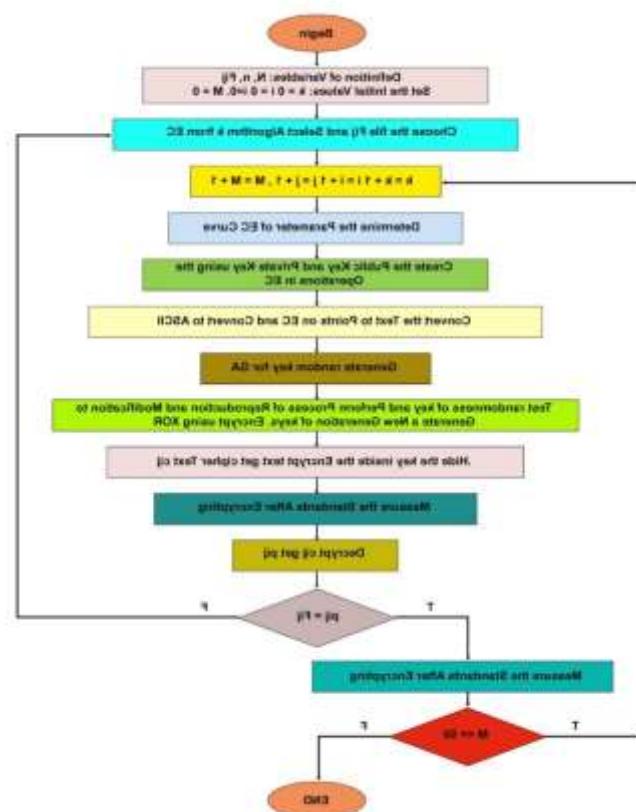 Begin
Definition of Variables: N, n, Fij
Set the Initial Values: k = 0 i = 0 i=0. M = 0
Choose the file Fij and Select Algorithm k from EC
k = k + 1 i = i + 1 j = j + 1 , M = M + 1
Determine the Parameter of EC Curve
Create the Public Key and Private Key using the
Operations in EC
Convert the Text to Points on EC and Convert to ASCII
Generate random key for GA
Test randomness of key and Perform Process of Reproduction and Modification to
Generate a New Generation of keys. Encrypt using XOR
Hide the key inside the Encrypt text get cipher Text cij.
Measure the Standards After Encrypting
Decrypt cij get pij
pij = Fij
F
T
Measure the Standards After Encrypting
M <= 50
F
T
END